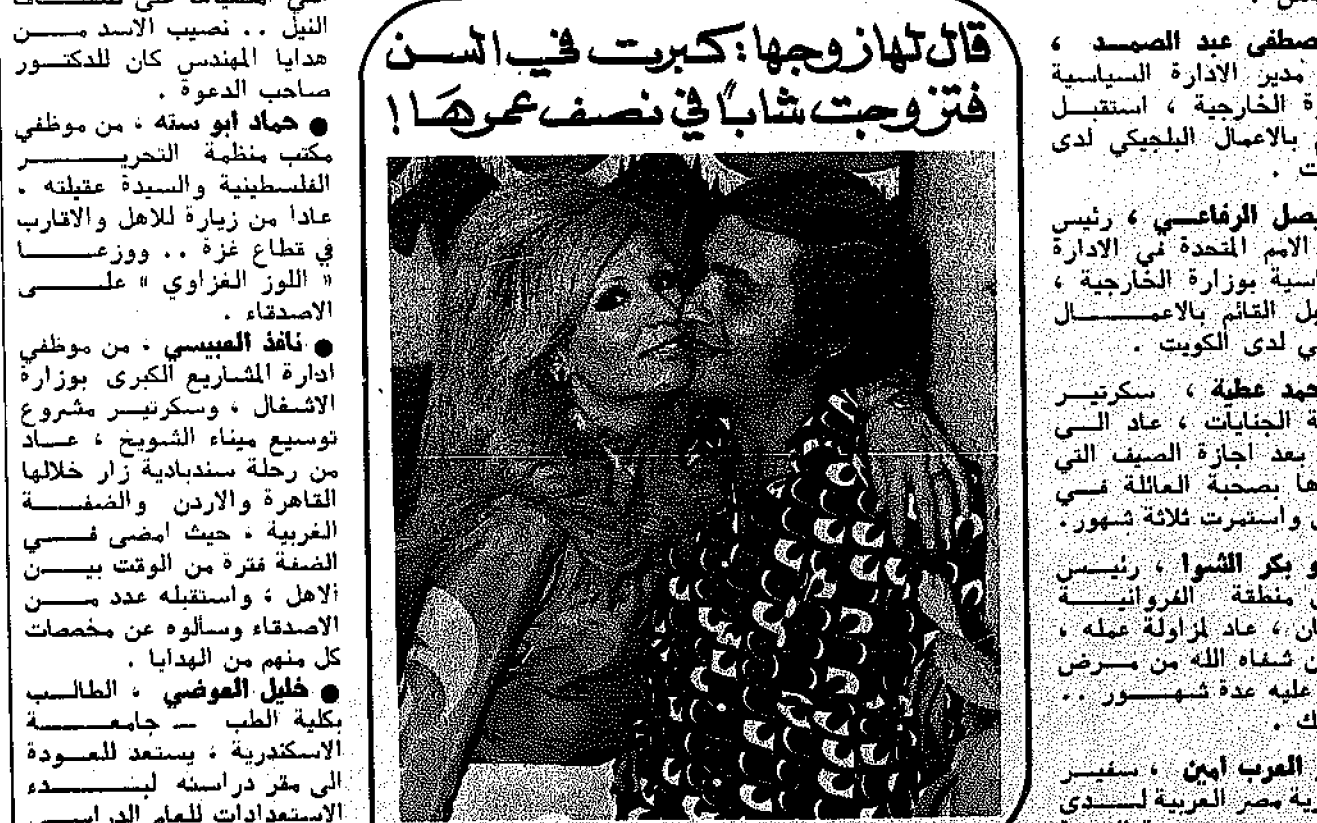 قال لها زوجها: كبرت في السن
فتزوجت شاباً في نصف عمرها!
مصطفى عبد الصمد ،
مدير الادارة السياسية
الخارجية ، استقبل
بالاعمال البلجيكي لدى
الرفاعي ، رئيس
الامم المتحدة في الادارة
بوزارة الخارجية ،
القائم بالاعمال
لدى الكويت .
عطية ، سكرتير
الجنايات ، عاد الى
بعد اجازة الصيف التي
بصحبة العائلة في
واستمرت ثلاثة شهور .
بكر الشوا ، رئيس
منطقة الفروانية
، عاد لمزاولة عمله ،
شفاه الله من مرض
عليه عدة شهور ..
العرب امين ، سفير
مصر العربية لدى
النيل .. نصيب الاسد من
هدايا المهندس كان للدكتور
صاحب الدعوة .
● حماد ابو سته ، من موظفي
مكتب منظمة التحرير
الفلسطينية والسيدة عقيلته ،
عادا من زيارة للاهل والاقارب
في قطاع غزة .. ووزعا
« اللوز الغزاوي » على
الاصدقاء .
● نافذ العبيسي ، من موظفي
ادارة المشاريع الكبرى بوزارة
الاشغال ، وسكرتير مشروع
توسيع ميناء الشويخ ، عاد
من رحلة سندبادية زار خلالها
القاهرة والاردن والضفة
الغربية ، حيث امضى في
الضفة فترة من الوقت بين
الاهل ، واستقبله عدد من
الاصدقاء وسألوه عن مخصصات
كل منهم من الهدايا .
● خليل العوضي ، الطالب
بكلية الطب — جامعة
الاسكندرية ، يستعد للعودة
الى مقر دراسته لبدء
الاستعدادات للعام الدراسي